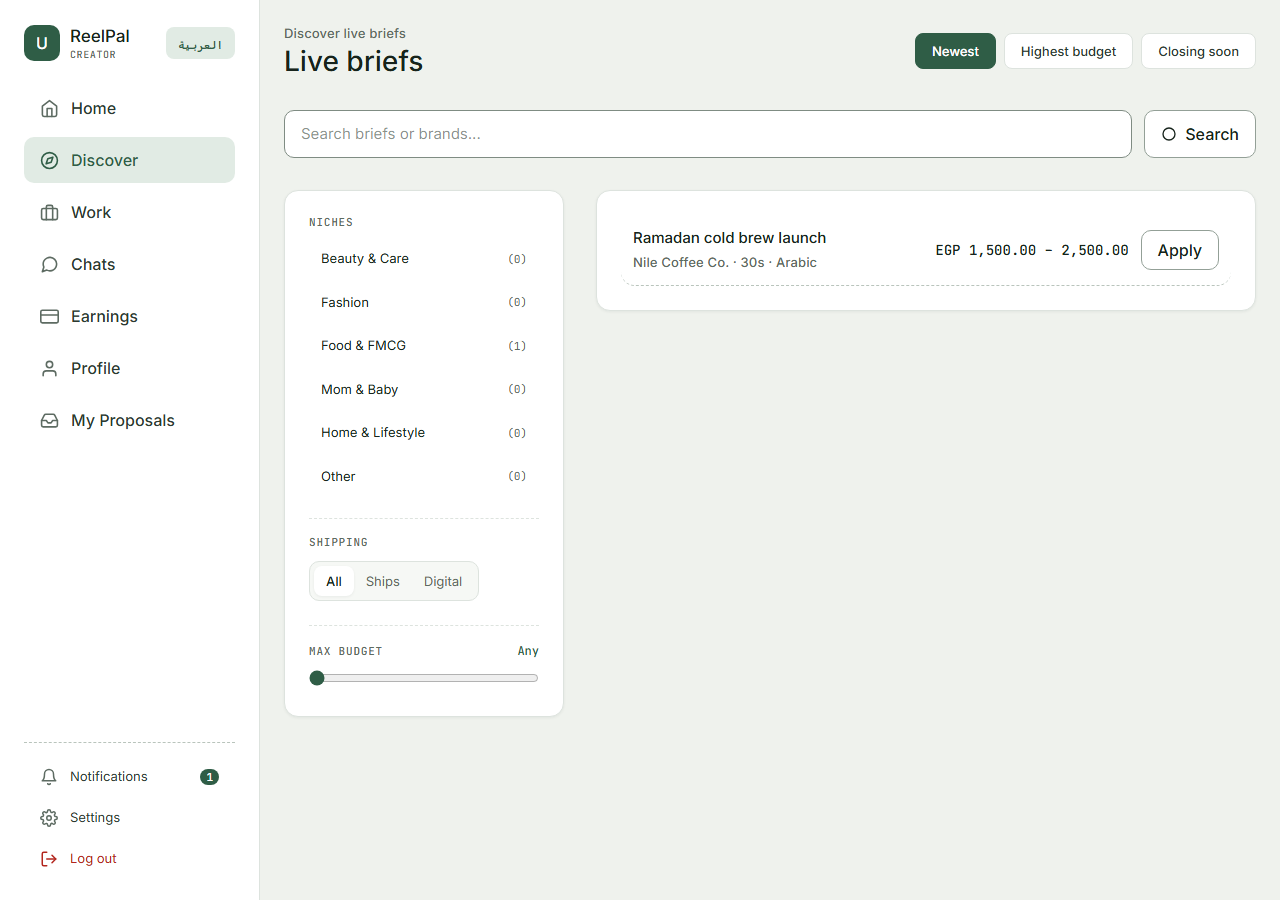 U
ReelPal
CREATOR
العربية
Home
Discover
Work
Chats
Earnings
Profile
My Proposals
Notifications
1
Settings
Log out
Discover live briefs
Live briefs
Newest
Highest budget
Closing soon
Search briefs or brands...
Search
NICHES
Beauty & Care (0)
Fashion (0)
Food & FMCG (1)
Mom & Baby (0)
Home & Lifestyle (0)
Other (0)
SHIPPING
All
Ships
Digital
MAX BUDGET
Any
Ramadan cold brew launch
Nile Coffee Co. · 30s · Arabic
EGP 1,500.00 – 2,500.00
Apply